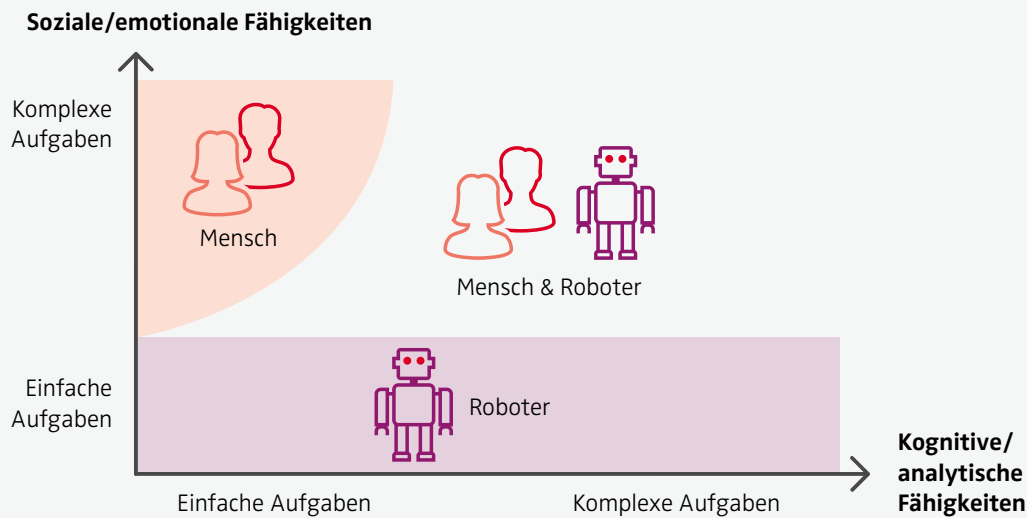 Soziale/emotionale Fähigkeiten
Komplexe
Aufgaben
Mensch
Mensch & Roboter
Einfache
Aufgaben
Roboter
Kognitive/
analytische
Fähigkeiten
Einfache Aufgaben
Komplexe Aufgaben